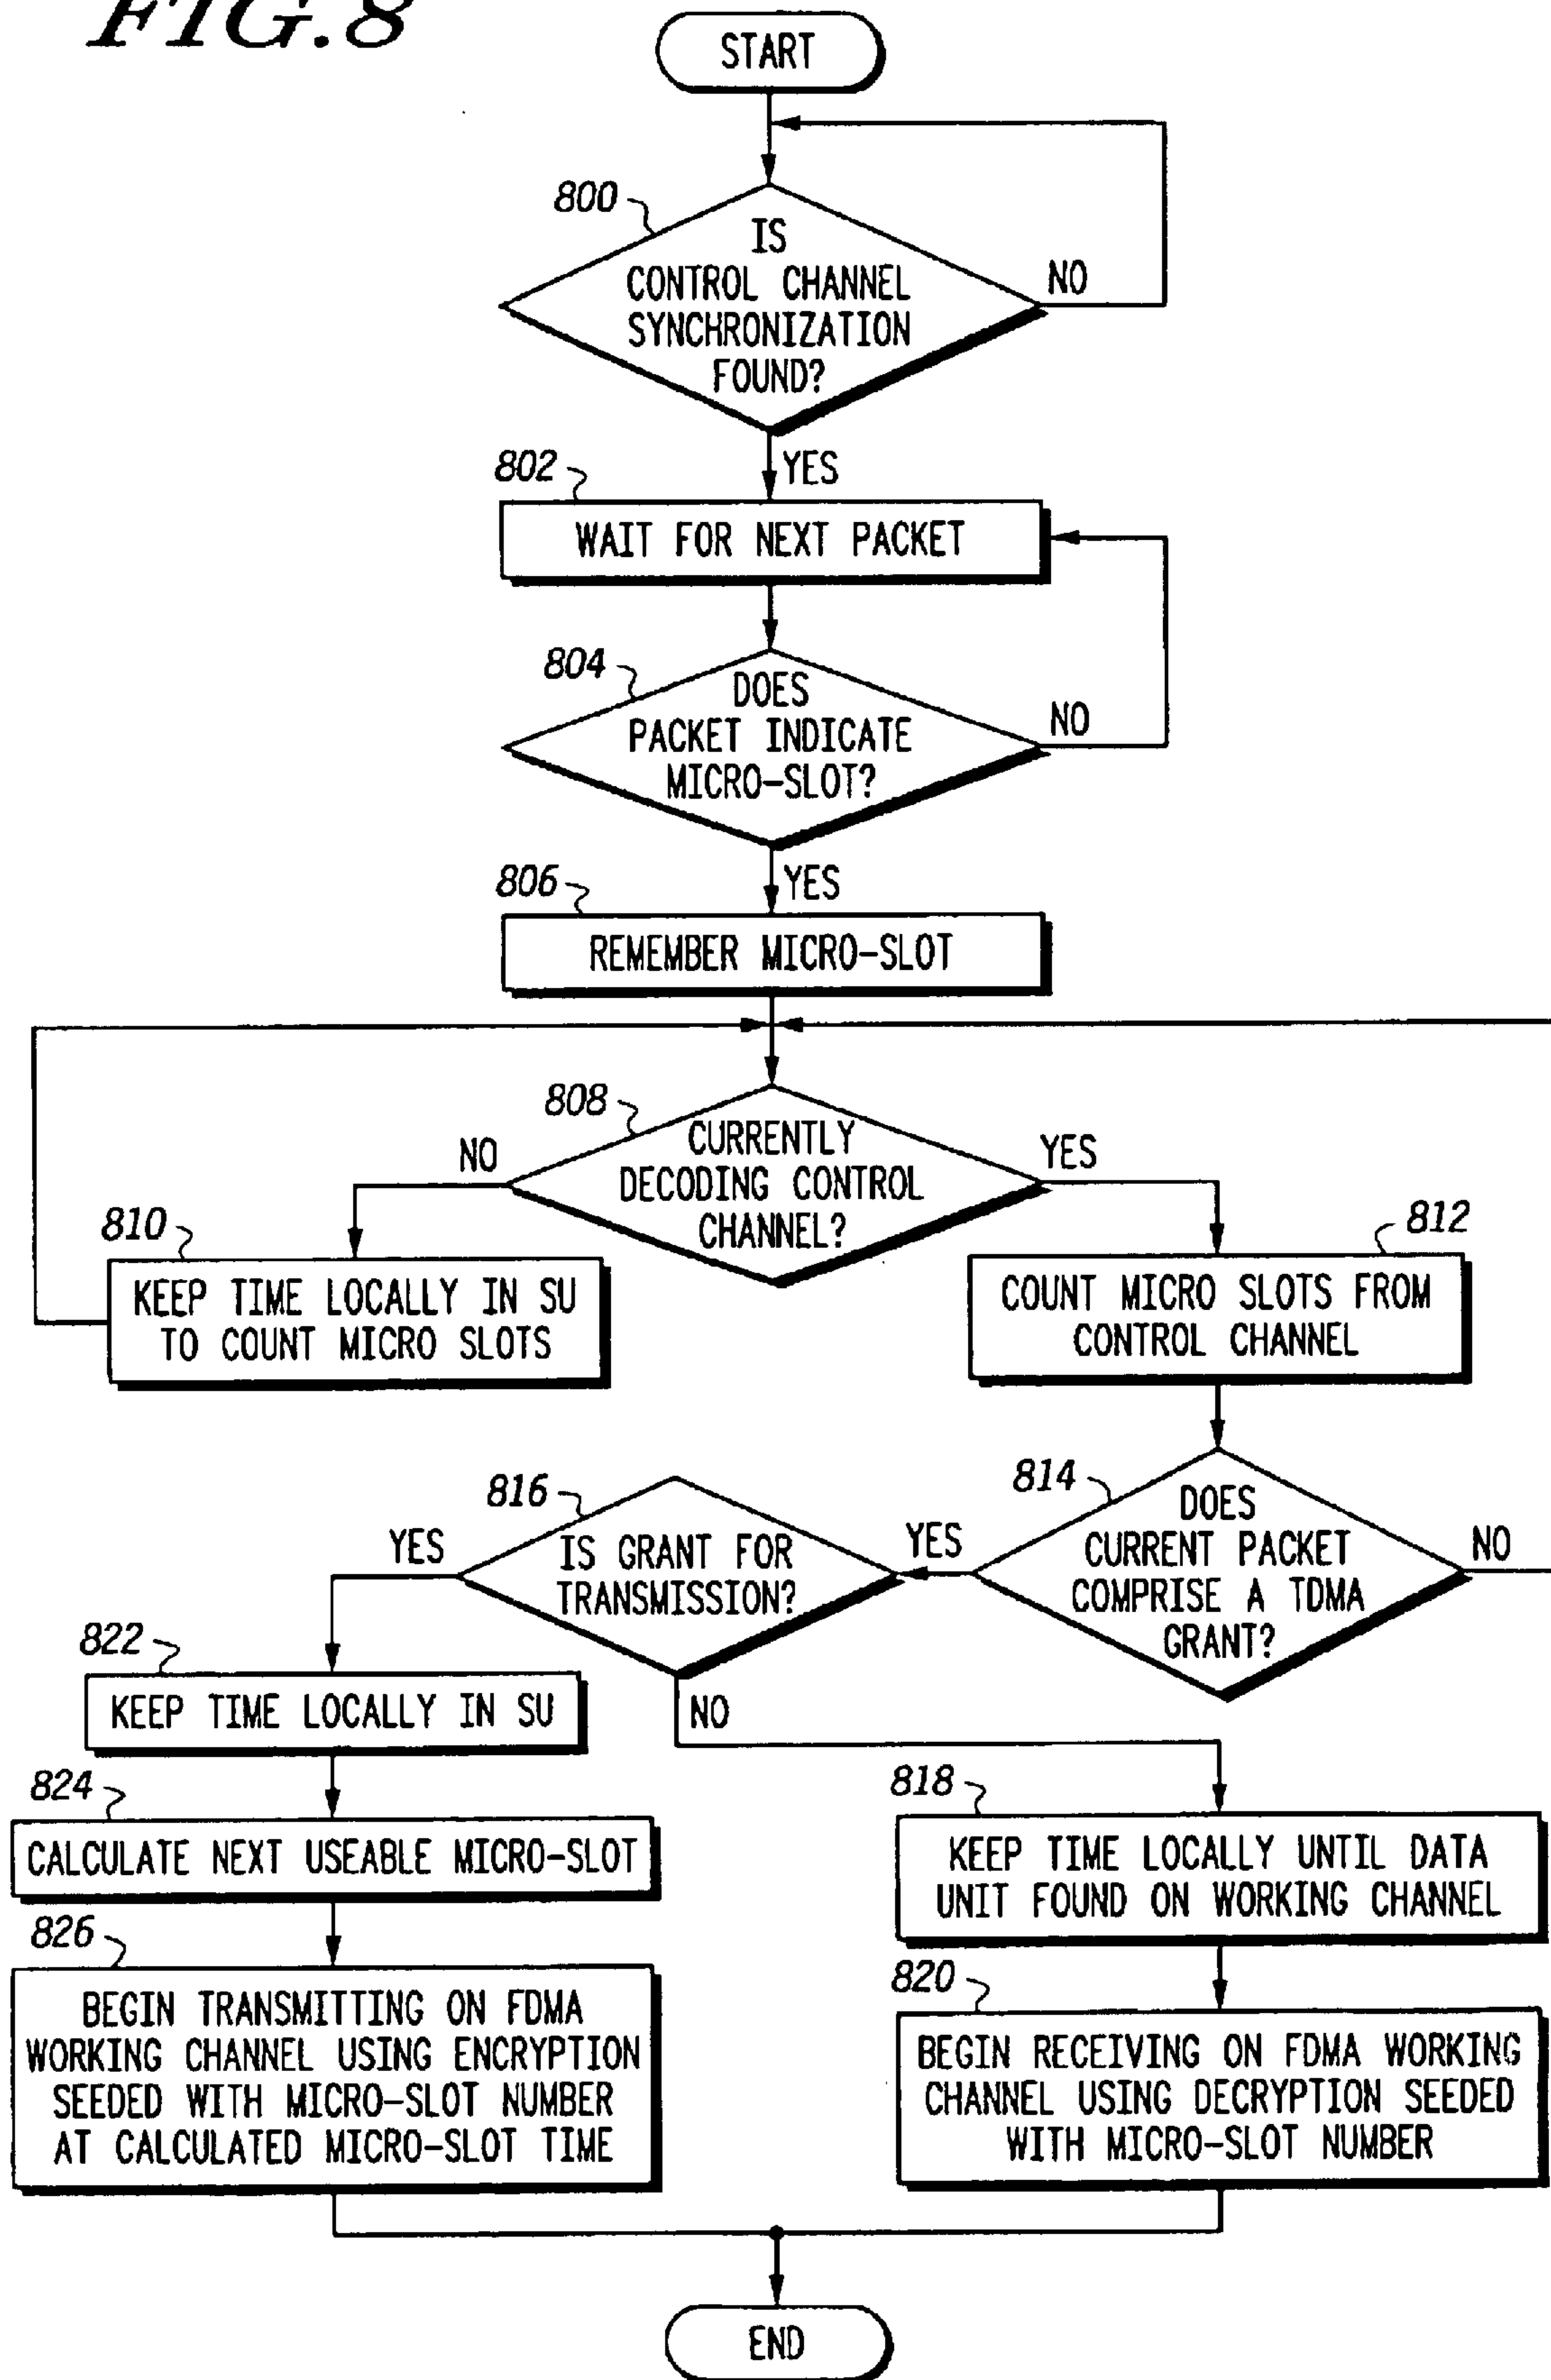 FIG.8
START
800
IS
CONTROL CHANNEL
SYNCHRONIZATION
FOUND?
NO
YES
802
WAIT FOR NEXT PACKET
804
DOES
PACKET INDICATE
MICRO-SLOT?
NO
YES
806
REMEMBER MICRO-SLOT
808
CURRENTLY
DECODING CONTROL
CHANNEL?
NO
YES
810
KEEP TIME LOCALLY IN SU
TO COUNT MICRO SLOTS
812
COUNT MICRO SLOTS FROM
CONTROL CHANNEL
814
DOES
CURRENT PACKET
COMPRISE A TDMA
GRANT?
NO
YES
816
IS GRANT FOR
TRANSMISSION?
YES
NO
822
KEEP TIME LOCALLY IN SU
824
CALCULATE NEXT USEABLE MICRO-SLOT
826
BEGIN TRANSMITTING ON FDMA
WORKING CHANNEL USING ENCRYPTION
SEEDED WITH MICRO-SLOT NUMBER
AT CALCULATED MICRO-SLOT TIME
818
KEEP TIME LOCALLY UNTIL DATA
UNIT FOUND ON WORKING CHANNEL
820
BEGIN RECEIVING ON FDMA WORKING
CHANNEL USING DECRYPTION SEEDED
WITH MICRO-SLOT NUMBER
END